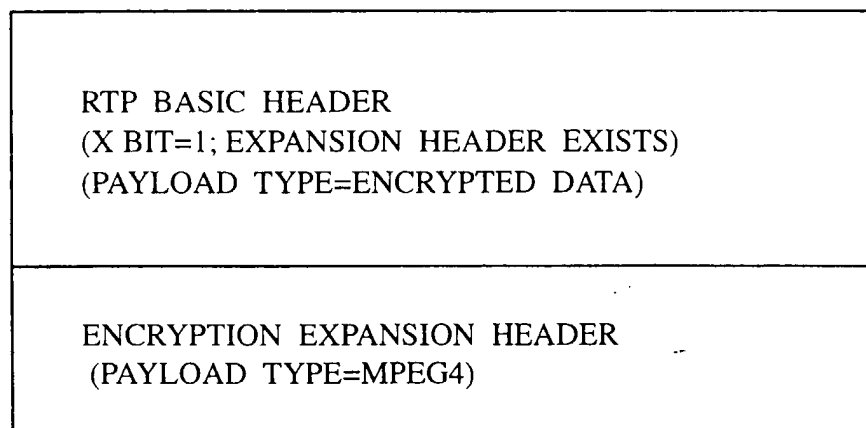 RTP BASIC HEADER
(X BIT=1; EXPANSION HEADER EXISTS)
(PAYLOAD TYPE=ENCRYPTED DATA)
ENCRYPTION EXPANSION HEADER
(PAYLOAD TYPE=MPEG4)